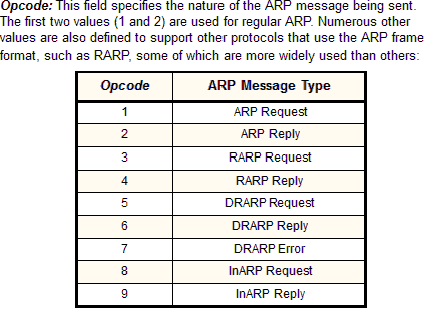 Opcode: This field specifies the nature of the ARP message being sent.
The first two values (1 and 2) are used for regular ARP. Numerous other
values are also defined to support other protocols that use the ARP frame
format, such as RARP, some of which are more widely used than others:
Opcode ARP Message Type
1 ARP Request
2 ARP Reply
3 RARP Request
4 RARP Reply
5 DRARP Request
6 DRARP Reply
7 DRARP Error
8 InARP Request
9 InARP Reply